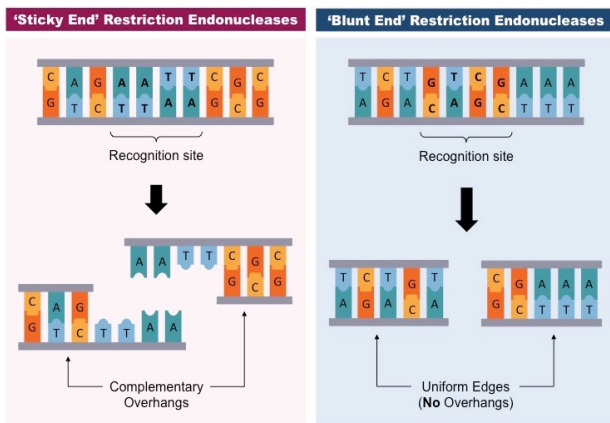 'Sticky End' Restriction Endonucleases
C A G A A T T C G C
G T C T T A A G C G
Recognition site
A A T T C G C
G C G
C A G
G T C T T A A
Complementary
Overhangs
'Blunt End' Restriction Endonucleases
T C T G T C G A A A
A G A C A G C T T T
Recognition site
T C T G T
A G A C A
C G A A A
G C T T T
Uniform Edges
(No Overhangs)